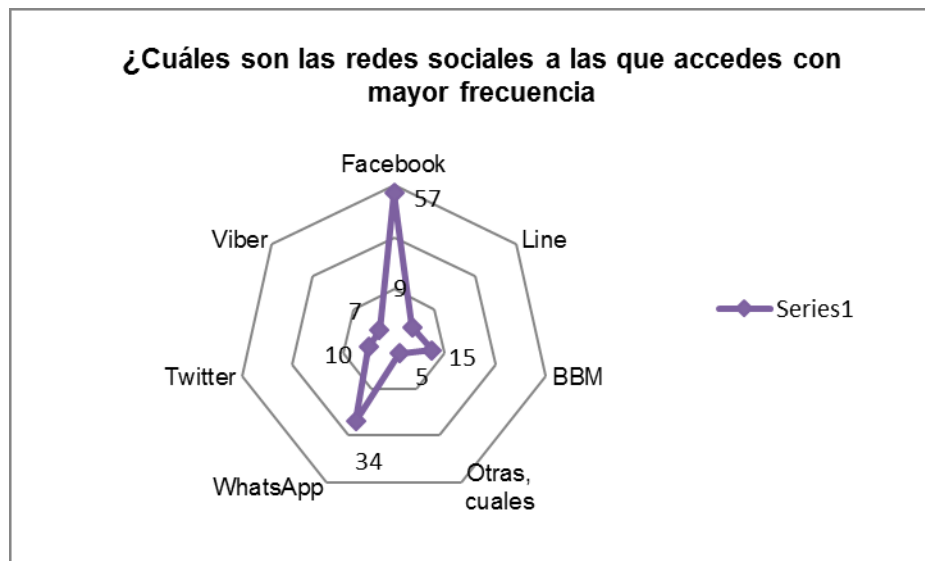 ¿Cuáles son las redes sociales a las que accedes con
mayor frecuencia
Facebook
57
Viber
Line
9
7
Series1
10
15
Twitter
5
BBM
34
WhatsApp
Otras,
cuales